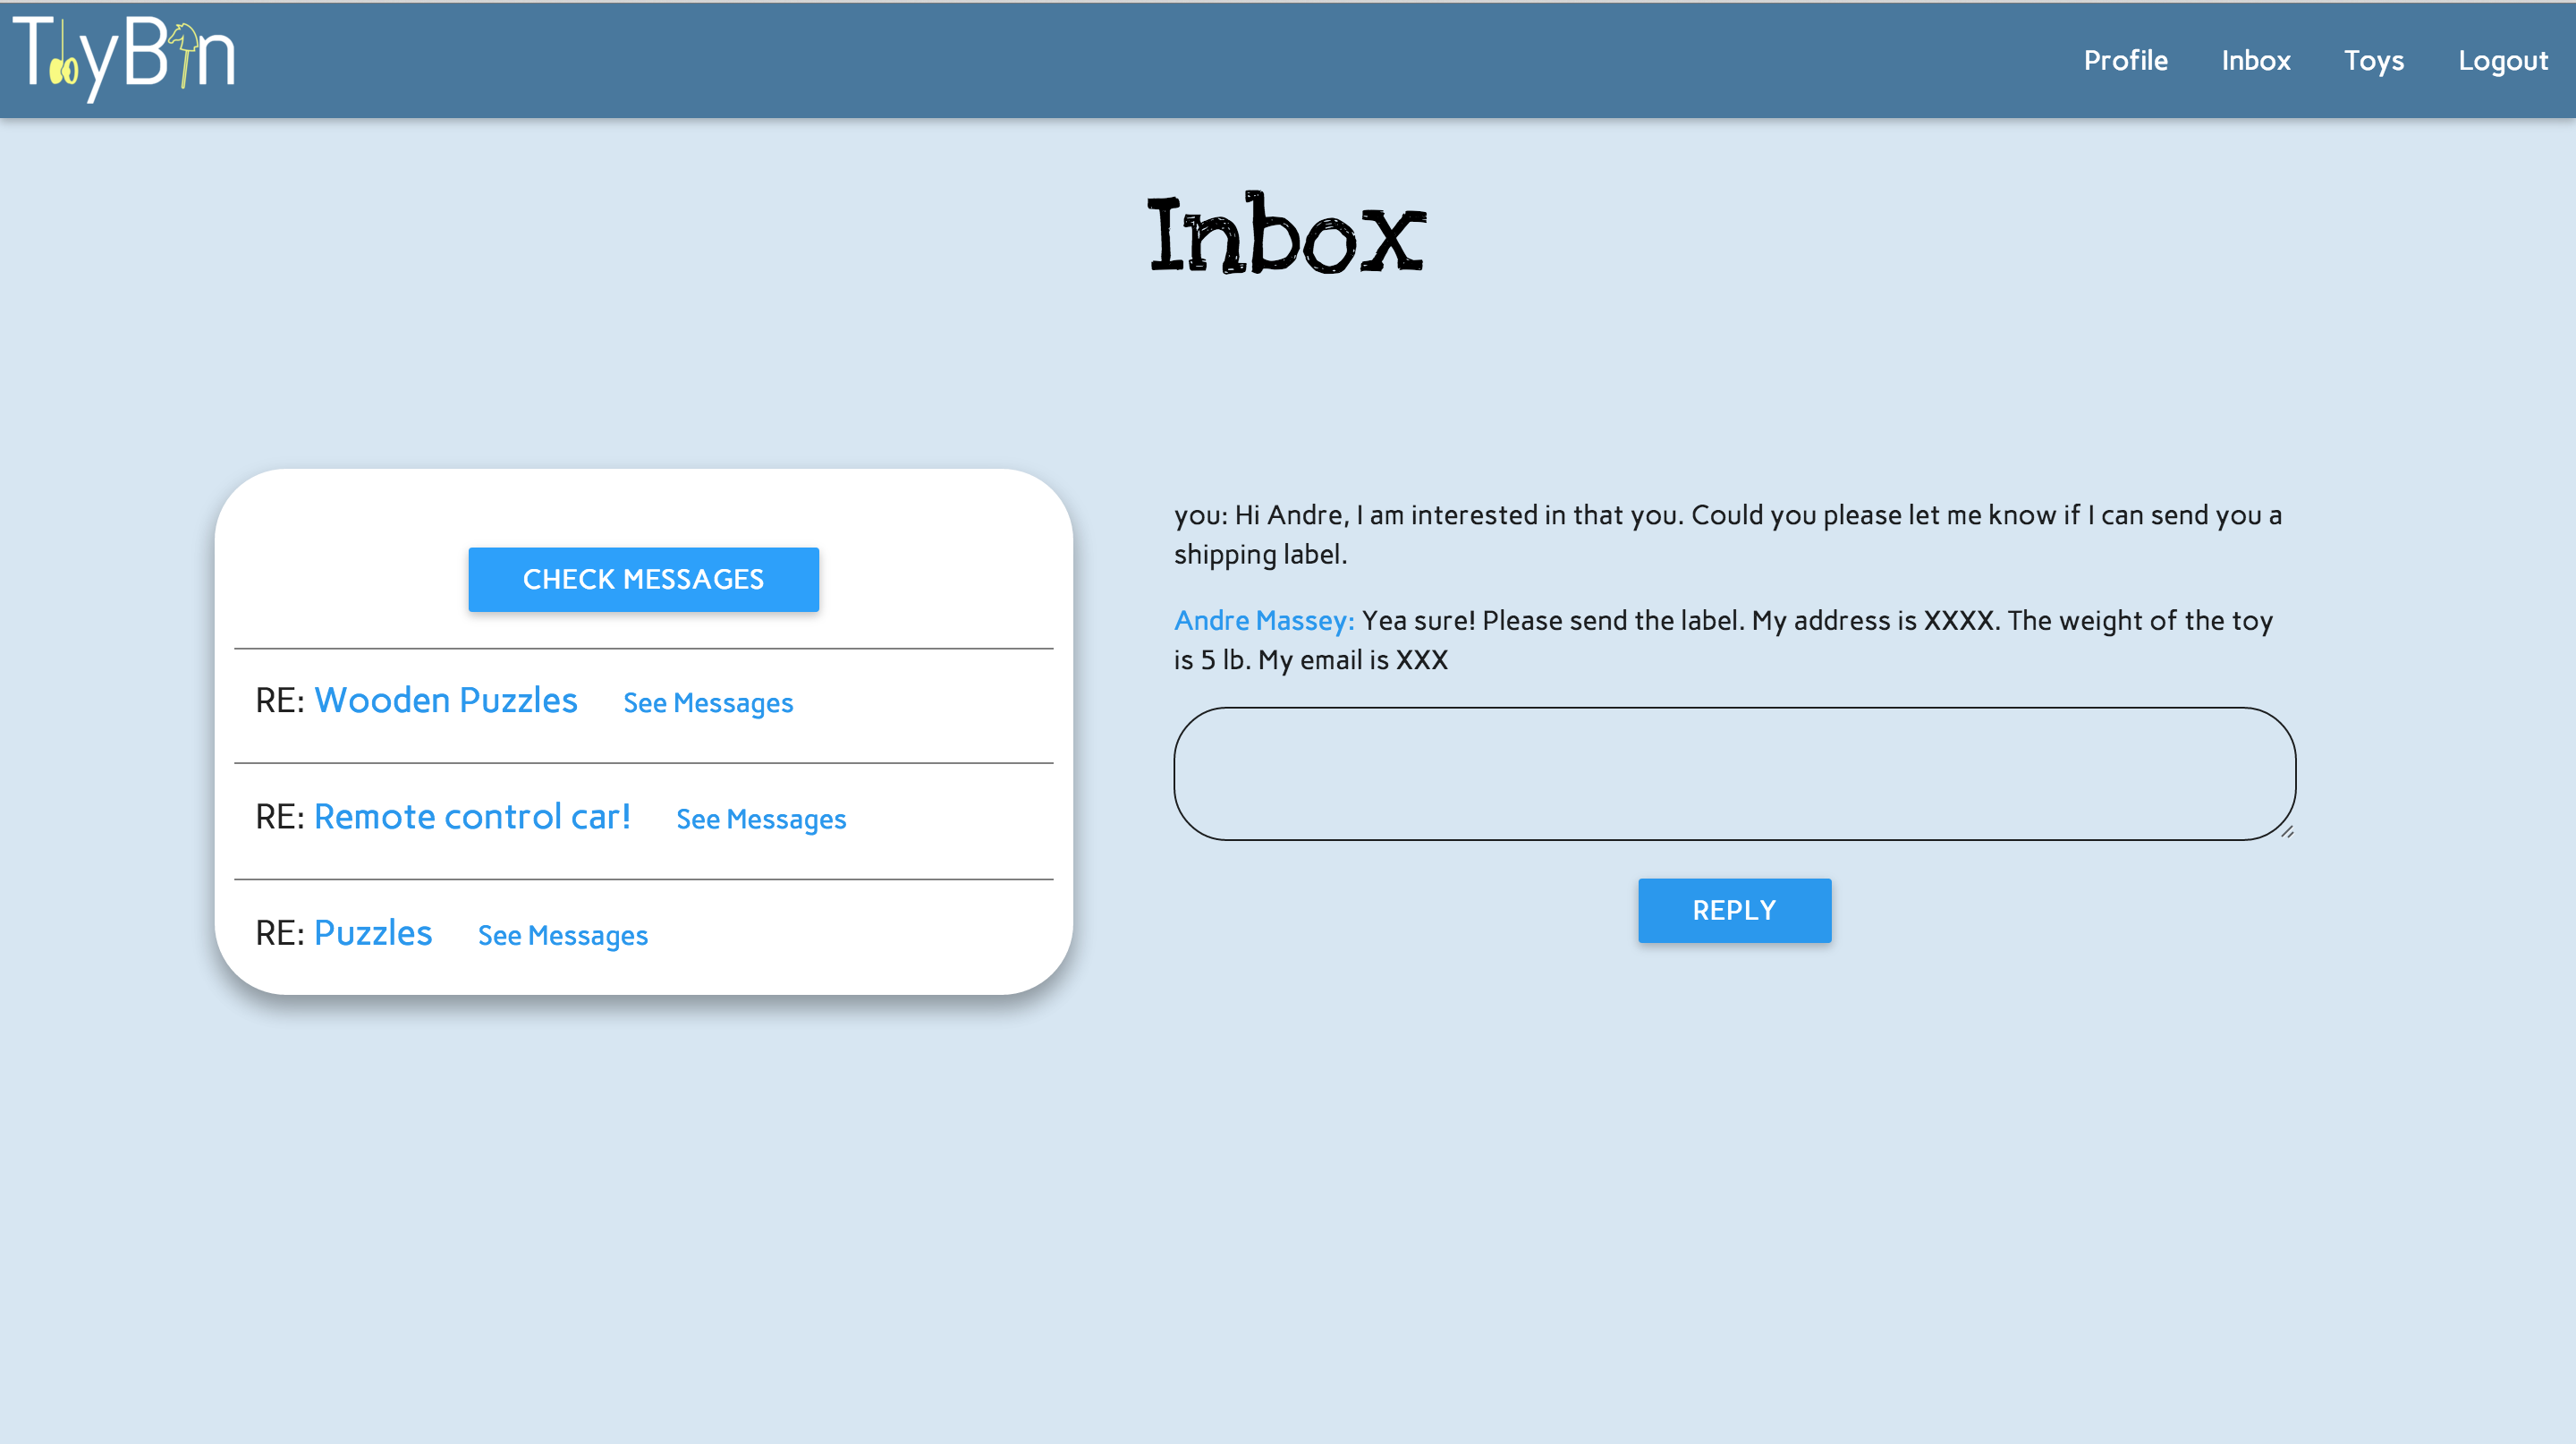 ToyBin
Profile Inbox Toys Logout
Inbox
CHECK MESSAGES
RE: Wooden Puzzles See Messages
RE: Remote control car! See Messages
RE: Puzzles See Messages
you: Hi Andre, I am interested in that you. Could you please let me know if I can send you a
shipping label.
Andre Massey: Yea sure! Please send the label. My address is XXXX. The weight of the toy
is 5 lb. My email is XXX
REPLY